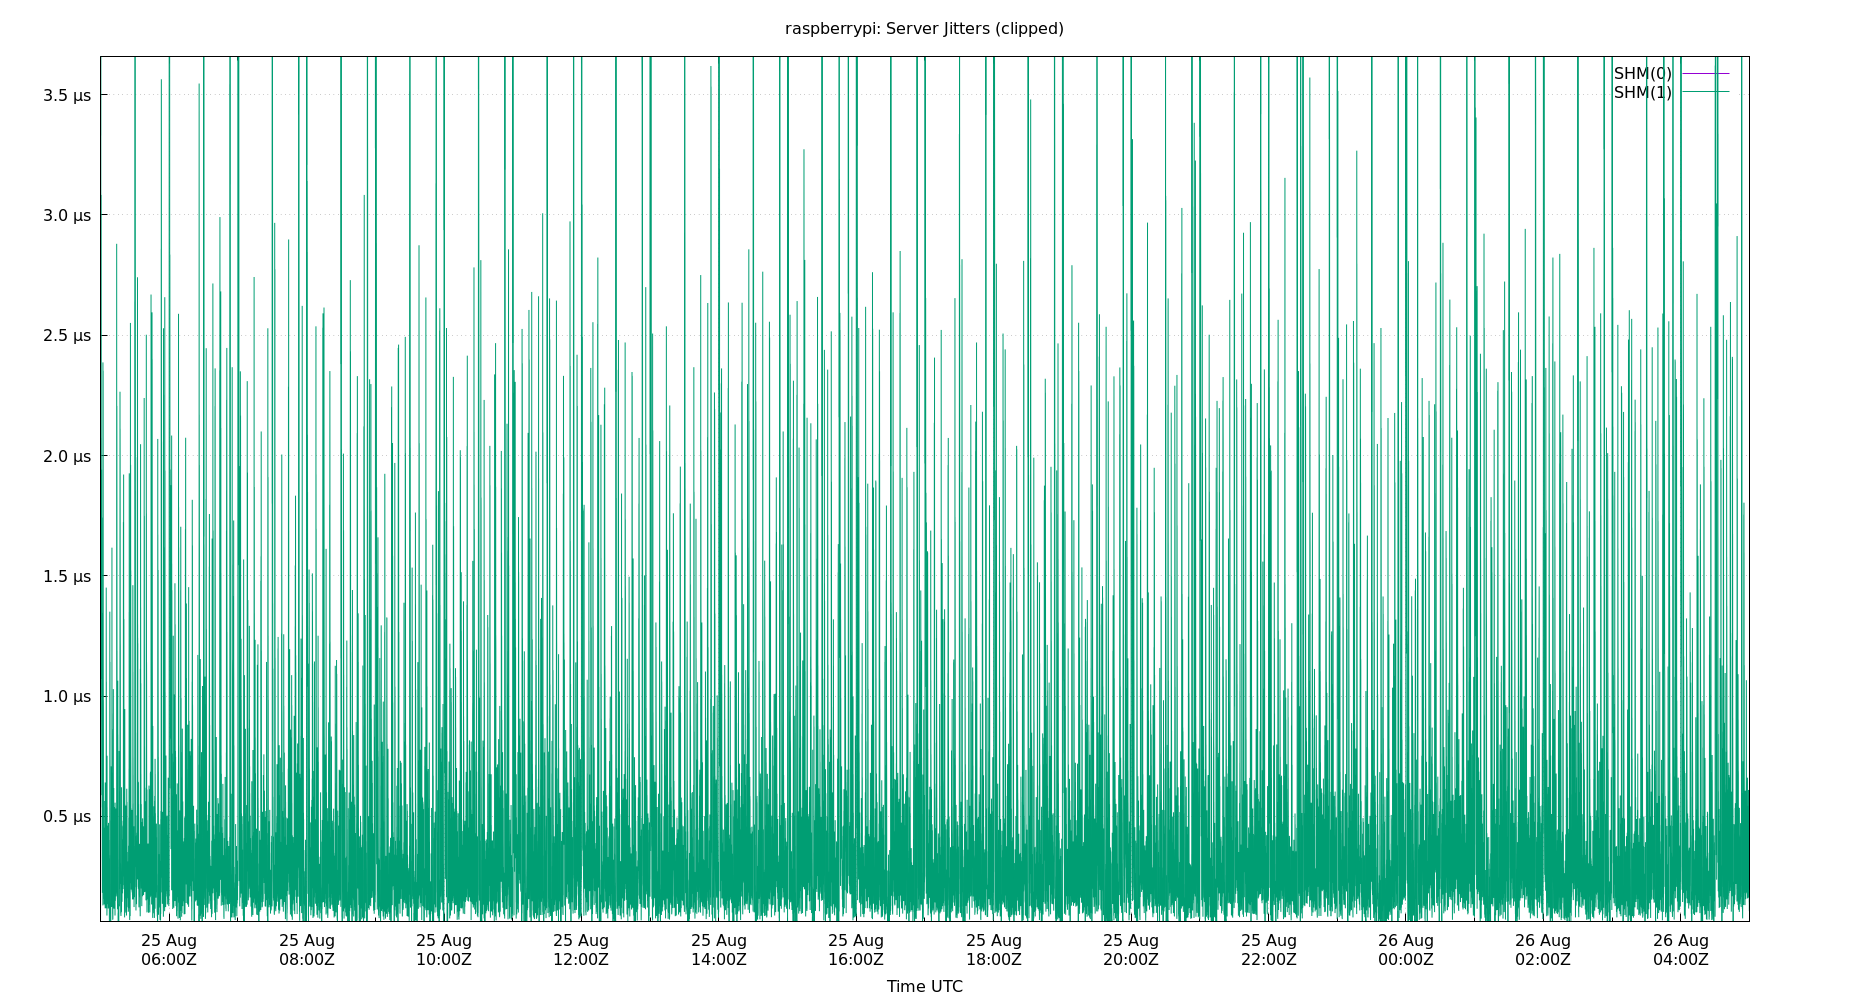 raspberrypi: Server Jitters (clipped)
SHM(0)
SHM(1)
3.5 µs
3.0 µs
2.5 µs
2.0 µs
1.5 µs
1.0 µs
0.5 µs
25 Aug 25 Aug 25 Aug 25 Aug 25 Aug 25 Aug 25 Aug 25 Aug 25 Aug 26 Aug 26 Aug 26 Aug
06:00Z 08:00Z 10:00Z 12:00Z 14:00Z 16:00Z 18:00Z 20:00Z 22:00Z 00:00Z 02:00Z 04:00Z
Time UTC